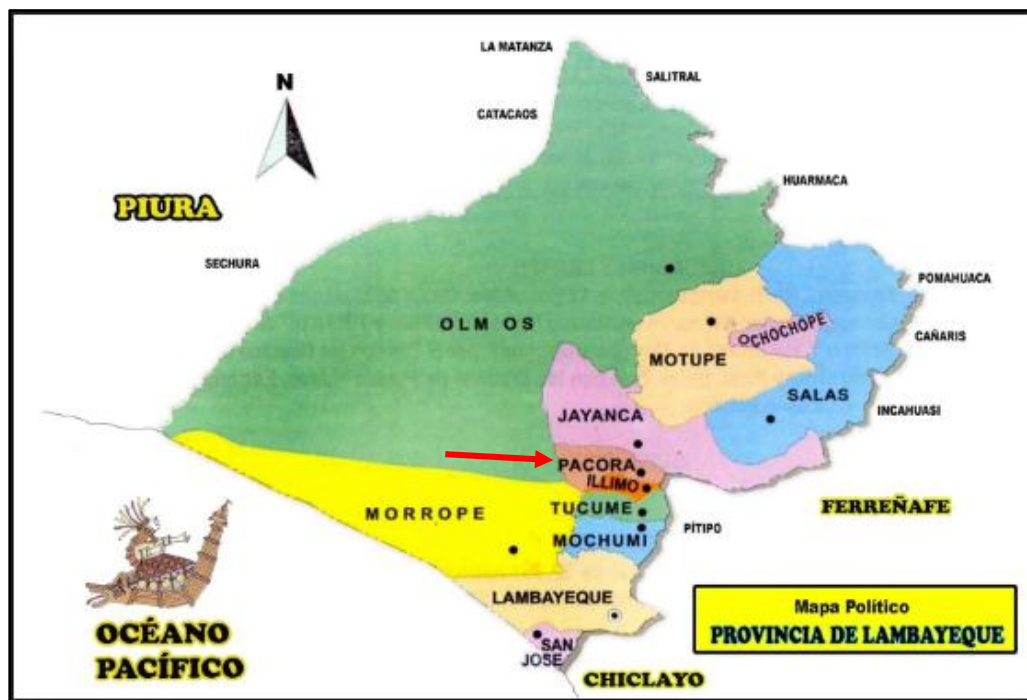 LA MATANZA
SALITRAL
N
CATACAOS
HUARMACA
PIURA
SECHURA
POMAHUACA
OLM OS
CHOCHOPE
CAÑARIS
MOTUPE
SALAS
INCAHUASI
JAYANCA
PACORA
ILLIMO
TUCUME
FERREÑAFE
MORROPE
PÍTIPO
MOCHUMI
LAMBAYEQUE
Mapa Político
PROVINCIA DE LAMBAYEQUE
OCÉANO
PACÍFICO
SAN
JOSE
CHICLAYO